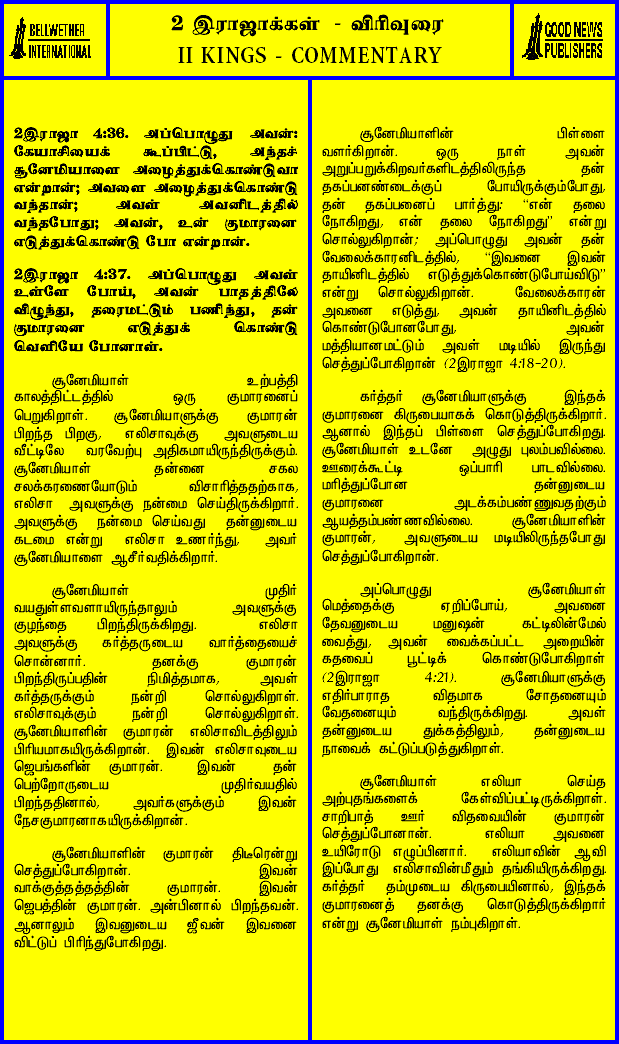 BELLWETHER
INTERNATIONAL
2 இராஜாக்கள் - விரிவுரை
II KINGS - COMMENTARY
GOOD NEWS
PUBLISHERS
2இராஜா 4:36. அப்பொழுது அவன்:
கேயாசியைக் கூப்பிட்டு, அந்தச்
சூனேமியாளை அழைத்துக்கொண்டுவா
என்றான்; அவளை அழைத்துக்கொண்டு
வந்தான்; அவள் அவனிடத்தில்
வந்தபோது; அவன், உன் குமாரனை
எடுத்துக்கொண்டு போ என்றான்.
2இராஜா 4:37. அப்பொழுது அவள்
உள்ளே போய், அவன் பாதத்திலே
விழுந்து, தரைமட்டும் பணிந்து, தன்
குமாரனை எடுத்துக் கொண்டு
வெளியே போனாள்.
சூனேமியாள் உற்பத்தி
காலத்திட்டத்தில் ஒரு குமாரனைப்
பெறுகிறாள். சூனேமியாளுக்கு குமாரன்
பிறந்த பிறகு, எலிசாவுக்கு அவளுடைய
வீட்டிலே வரவேற்பு அதிகமாயிருந்திருக்கும்.
சூனேமியாள் தன்னை சகல
சலக்கரணையோடும் விசாரித்ததற்காக,
எலிசா அவளுக்கு நன்மை செய்திருக்கிறார்.
அவளுக்கு நன்மை செய்வது தன்னுடைய
கடமை என்று எலிசா உணர்ந்து, அவர்
சூனேமியாளை ஆசீர்வதிக்கிறார்.
சூனேமியாள் முதிர்
வயதுள்ளவளாயிருந்தாலும் அவளுக்கு
குழந்தை பிறந்திருக்கிறது. எலிசா
அவளுக்கு கர்த்தருடைய வார்த்தையைச்
சொன்னார். தனக்கு குமாரன்
பிறந்திருப்பதின் நிமித்தமாக, அவள்
கர்த்தருக்கும் நன்றி சொல்லுகிறாள்.
எலிசாவுக்கும் நன்றி சொல்லுகிறாள்.
சூனேமியாளின் குமாரன் எலிசாவிடத்திலும்
பிரியமாகயிருக்கிறான். இவன் எலிசாவுடைய
ஜெபங்களின் குமாரன். இவன் தன்
பெற்றோருடைய முதிர்வயதில்
பிறந்ததினால், அவர்களுக்கும் இவன்
நேசகுமாரனாகயிருக்கிறான்.
சூனேமியாளின் குமாரன் திடீரென்று
செத்துப்போகிறான். இவன்
வாக்குத்தத்தத்தின் குமாரன். இவன்
ஜெபத்தின் குமாரன். அன்பினால் பிறந்தவன்.
ஆனாலும் இவனுடைய ஜீவன் இவனை
விட்டுப் பிரிந்துபோகிறது.
சூனேமியாளின் பிள்ளை
வளர்கிறான். ஒரு நாள் அவன்
அறுப்பறுக்கிறவர்களிடத்திலிருந்த தன்
தகப்பனண்டைக்குப் போயிருக்கும்போது,
தன் தகப்பனைப் பார்த்து: "என் தலை
நோகிறது, என் தலை நோகிறது" என்று
சொல்லுகிறான்; அப்பொழுது அவன் தன்
வேலைக்காரனிடத்தில், "இவனை இவன்
தாயினிடத்தில் எடுத்துக்கொண்டுபோய்விடு"
என்று சொல்லுகிறான். வேலைக்காரன்
அவனை எடுத்து, அவன் தாயினிடத்தில்
கொண்டுபோனபோது, அவன்
மத்தியானமட்டும் அவள் மடியில் இருந்து
செத்துப்போகிறான் (2இராஜா 4:18-20).
கர்த்தர் சூனேமியாளுக்கு இந்தக்
குமாரனை கிருபையாகக் கொடுத்திருக்கிறார்.
ஆனால் இந்தப் பிள்ளை செத்துப்போகிறது.
சூனேமியாள் உடனே அழுது புலம்பவில்லை.
ஊரைக்கூட்டி ஒப்பாரி பாடவில்லை.
மரித்துப்போன தன்னுடைய
குமாரனை அடக்கம்பண்ணுவதற்கும்
ஆயத்தம்பண்ணவில்லை. சூனேமியாளின்
குமாரன், அவளுடைய மடியிலிருந்தபோது
செத்துப்போகிறான்.
அப்பொழுது சூனேமியாள்
மெத்தைக்கு ஏறிப்போய், அவனை
தேவனுடைய மனுஷன் கட்டிலின்மேல்
வைத்து, அவன் வைக்கப்பட்ட அறையின்
கதவைப் பூட்டிக் கொண்டுபோகிறாள்
(2இராஜா 4:21). சூனேமியாளுக்கு
எதிர்பாராத விதமாக சோதனையும்
வேதனையும் வந்திருக்கிறது. அவள்
தன்னுடைய துக்கத்திலும், தன்னுடைய
நாவைக் கட்டுப்படுத்துகிறாள்.
சூனேமியாள் எலியா செய்த
அற்புதங்களைக் கேள்விப்பட்டிருக்கிறாள்.
சாறிபாத் ஊர் விதவையின் குமாரன்
செத்துப்போனான். எலியா அவனை
உயிரோடு எழுப்பினார். எலியாவின் ஆவி
இப்போது எலிசாவின்மீதும் தங்கியிருக்கிறது.
கர்த்தர் தம்முடைய கிருபையினால், இந்தக்
குமாரனைத் தனக்கு கொடுத்திருக்கிறார்
என்று சூனேமியாள் நம்புகிறாள்.